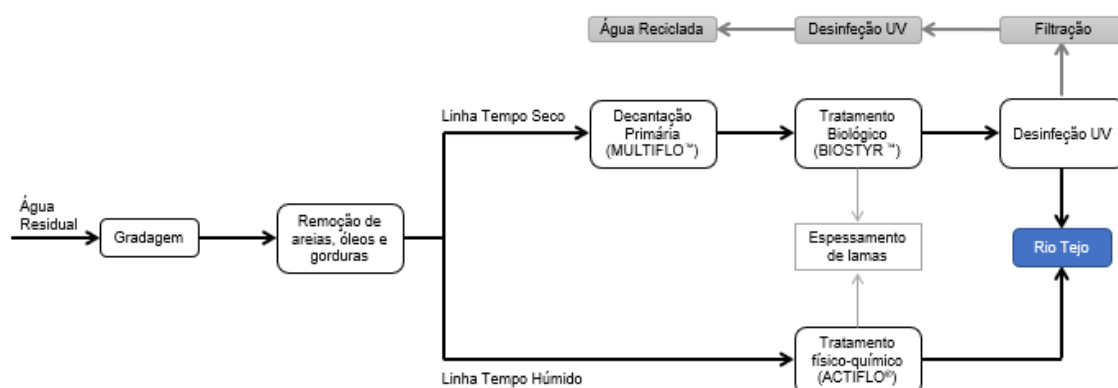 Água Reciclada
Desinfeção UV
Filtração
Linha Tempo Seco
Decantação
Primária
(MULTIFLO™)
Tratamento
Biológico
(BIOSTYR™)
Desinfeção UV
Água
Residual
Gradagem
Remoção de
areias, óleos e
gorduras
Espessamento
de lamas
Rio Tejo
Linha Tempo Húmido
Tratamento
físico-químico
(ACTIFLO®)